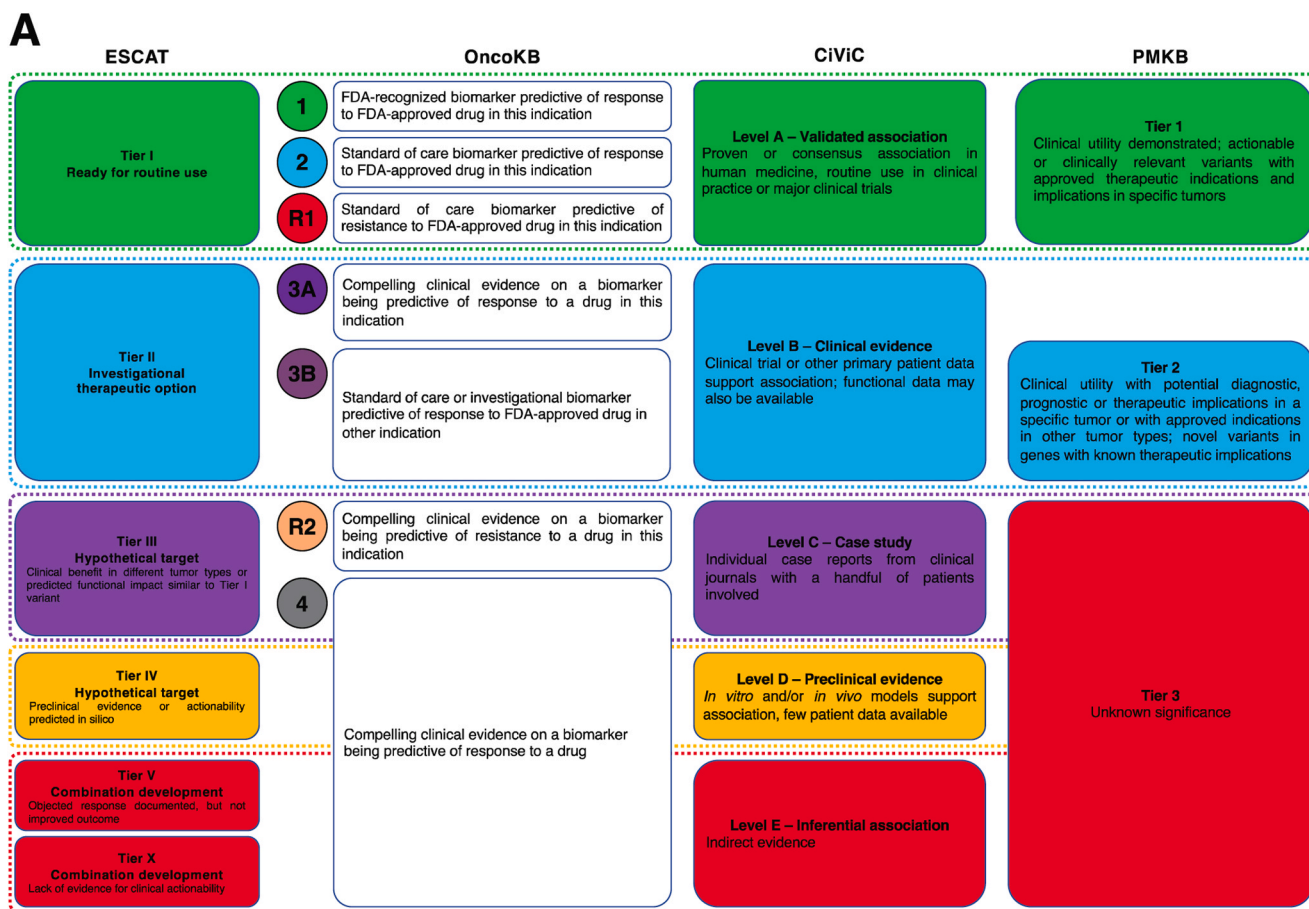 A
ESCAT
OncoKB
CiViC
PMKB
Tier I
Ready for routine use
1
FDA-recognized biomarker predictive of response
to FDA-approved drug in this indication
2
Standard of care biomarker predictive of response
to FDA-approved drug in this indication
R1
Standard of care biomarker predictive of
resistance to FDA-approved drug in this indication
Level A – Validated association
Proven or consensus association in
human medicine, routine use in clinical
practice or major clinical trials
Tier 1
Clinical utility demonstrated; actionable
or clinically relevant variants with
approved therapeutic indications and
implications in specific tumors
Tier II
Investigational
therapeutic option
3A
Compelling clinical evidence on a biomarker
being predictive of response to a drug in this
indication
3B
Standard of care or investigational biomarker
predictive of response to FDA-approved drug in
other indication
Level B – Clinical evidence
Clinical trial or other primary patient data
support association; functional data may
also be available
Tier 2
Clinical utility with potential diagnostic,
prognostic or therapeutic implications in a
specific tumor or with approved indications
in other tumor types; novel variants in
genes with known therapeutic implications
Tier III
Hypothetical target
Clinical benefit in different tumor types or
predicted functional impact similar to Tier I
variant
R2
Compelling clinical evidence on a biomarker
being predictive of resistance to a drug in this
indication
4
Compelling clinical evidence on a biomarker
being predictive of response to a drug
Level C – Case study
Individual case reports from clinical
journals with a handful of patients
involved
Tier IV
Hypothetical target
Preclinical evidence or actionability
predicted in silico
Level D – Preclinical evidence
In vitro and/or in vivo models support
association, few patient data available
Tier 3
Unknown significance
Tier V
Combination development
Objected response documented, but not
improved outcome
Tier X
Combination development
Lack of evidence for clinical actionability
Level E – Inferential association
Indirect evidence